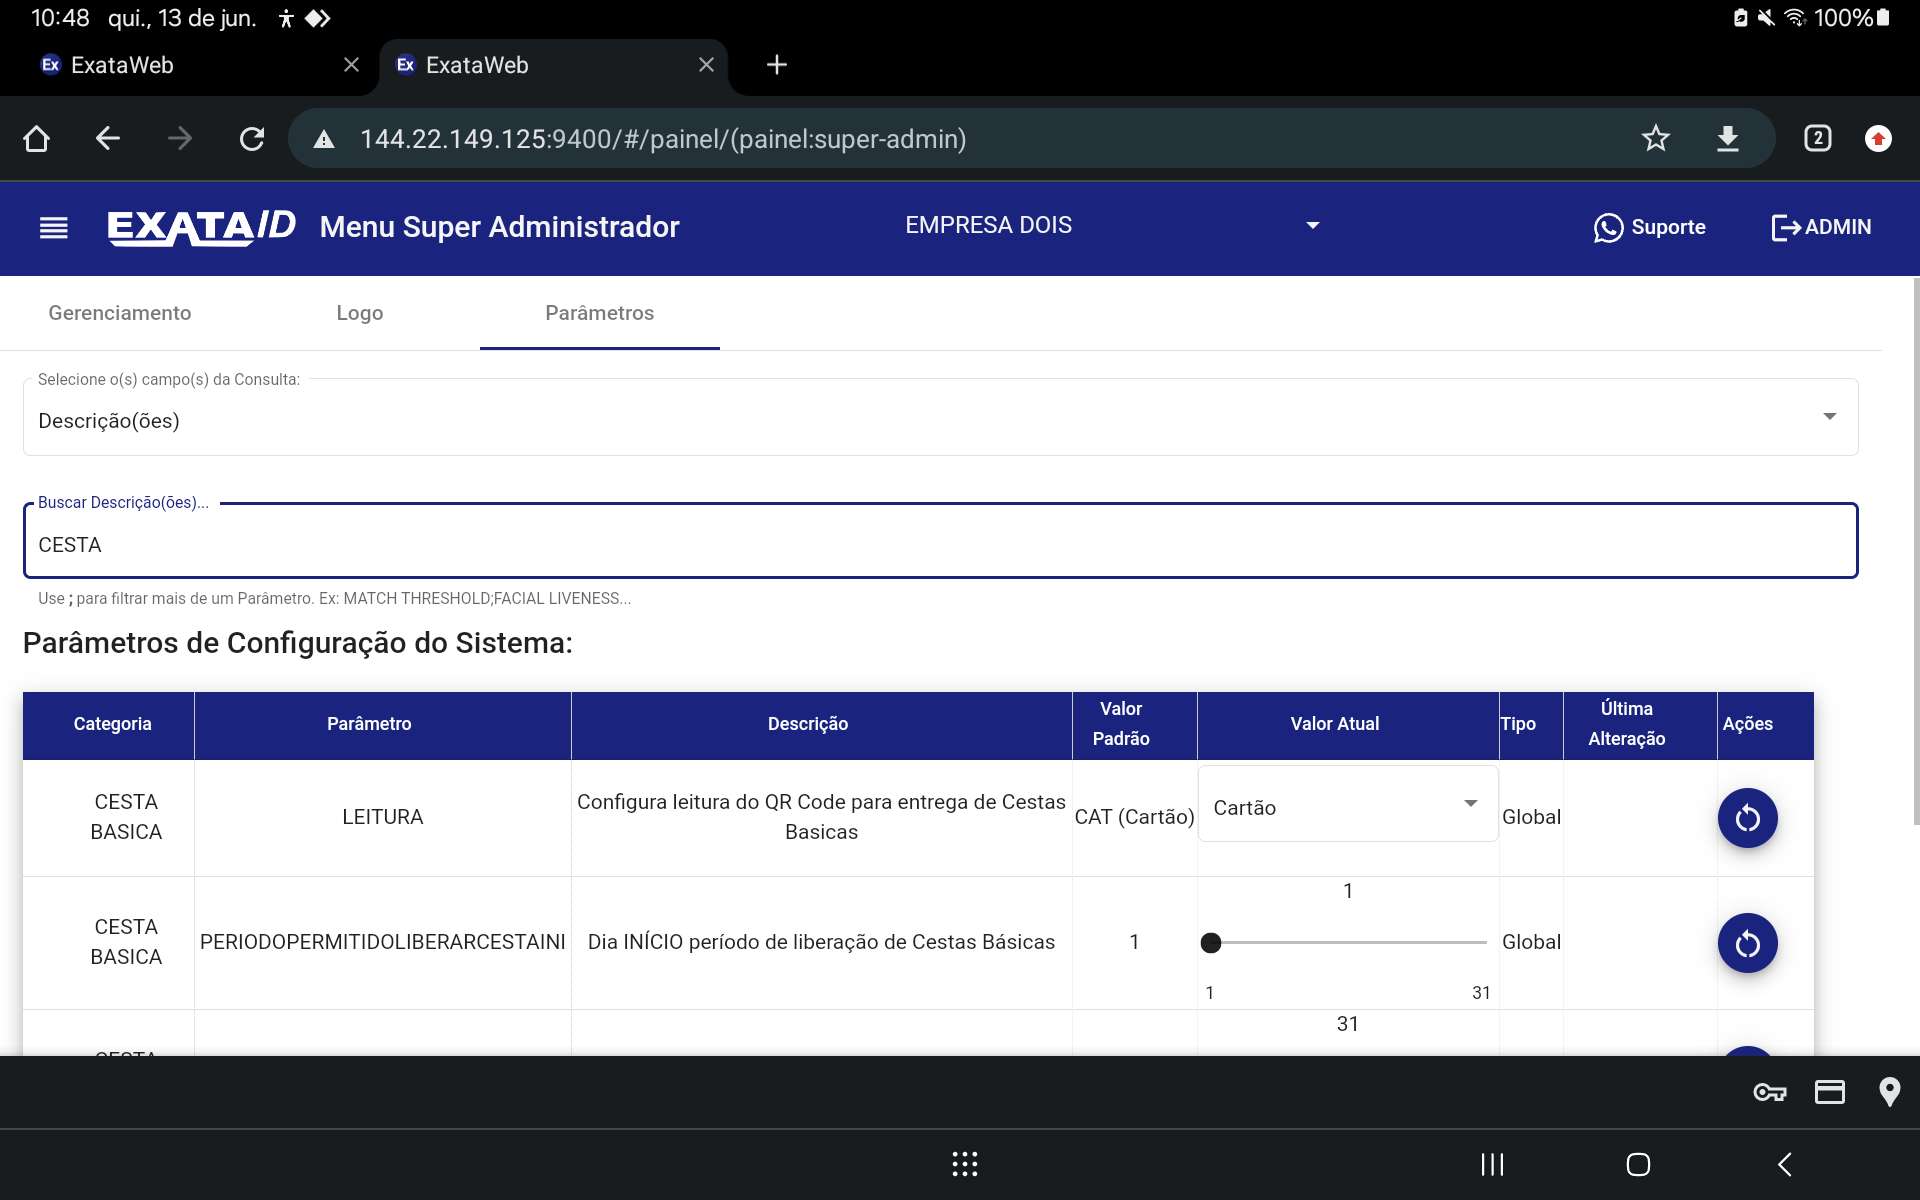 10:48 qui., 13 de jun. 100%
Ex ExataWeb Ex ExataWeb
144.22.149.125:9400/#/painel/(painel:super-admin) 2
EXATAID Menu Super Administrador EMPRESA DOIS Suporte ADMIN
Gerenciamento Logo Parâmetros
Selecione o(s) campo(s) da Consulta:
Descrição(ões)
Buscar Descrição(ões)...
CESTA
Use ; para filtrar mais de um Parâmetro. Ex: MATCH THRESHOLD;FACIAL LIVENESS...
Parâmetros de Configuração do Sistema:
Categoria Parâmetro Descrição Valor Padrão Valor Atual Tipo Última Alteração Ações
CESTA BASICA LEITURA Configura leitura do QR Code para entrega de Cestas Basicas CAT (Cartão) Cartão Global
CESTA BASICA PERIODOPERMITIDOLIBERARCESTAINI Dia INÍCIO período de liberação de Cestas Básicas 1 1 Global
1 31
31
CESTA